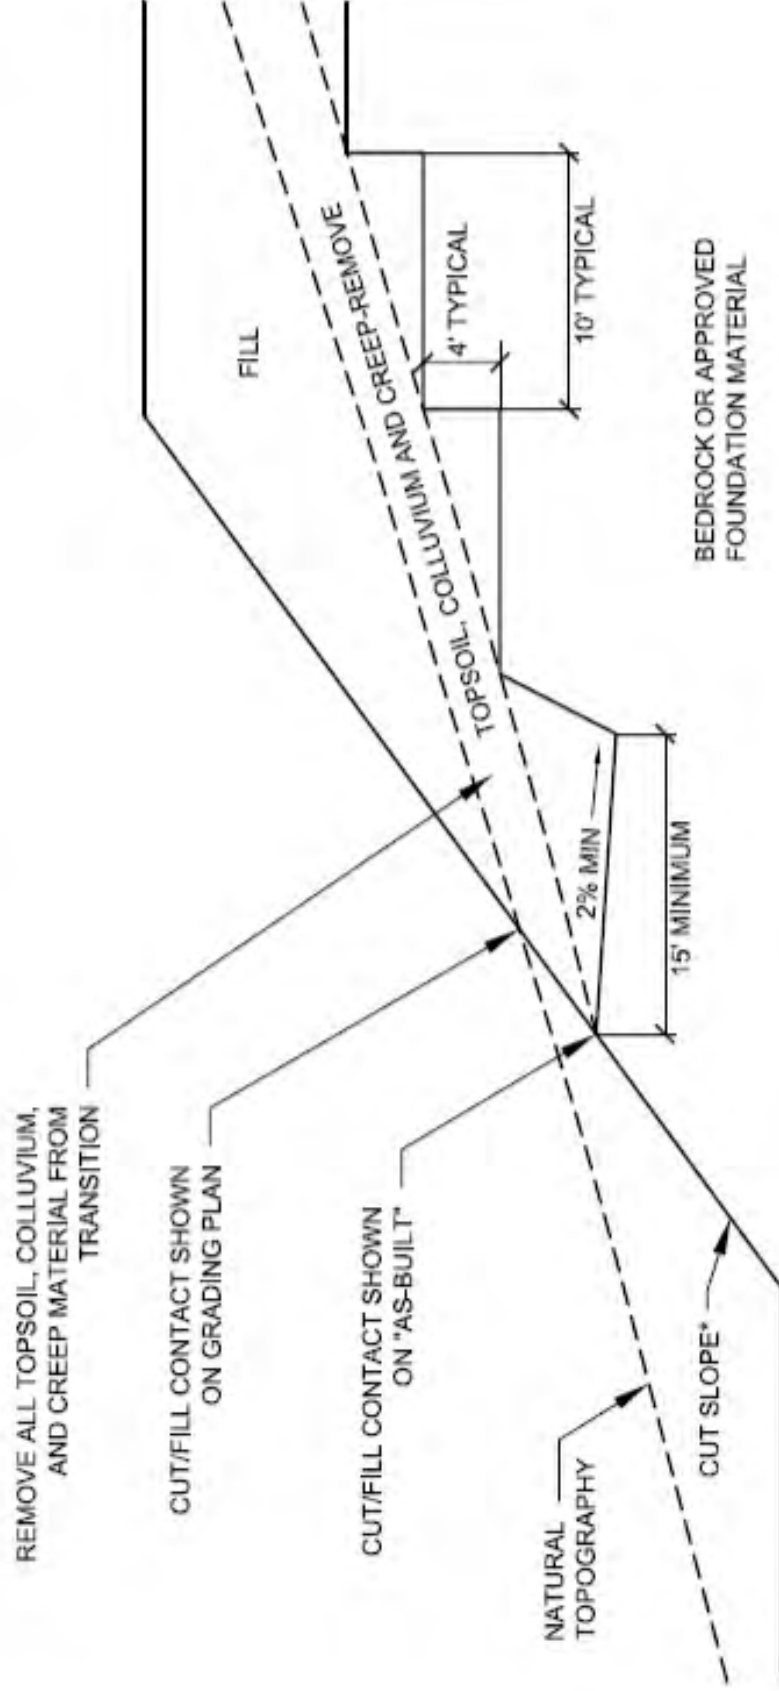 REMOVE ALL TOPSOIL, COLLUVIUM,
AND CREEP MATERIAL FROM
TRANSITION
CUT/FILL CONTACT SHOWN
ON GRADING PLAN
CUT/FILL CONTACT SHOWN
ON "AS-BUILT"
NATURAL
TOPOGRAPHY
CUT SLOPE*
FILL
TOPSOIL, COLLUVIUM AND CREEP-REMOVE
4' TYPICAL
10' TYPICAL
2% MIN
15' MINIMUM
BEDROCK OR APPROVED
FOUNDATION MATERIAL